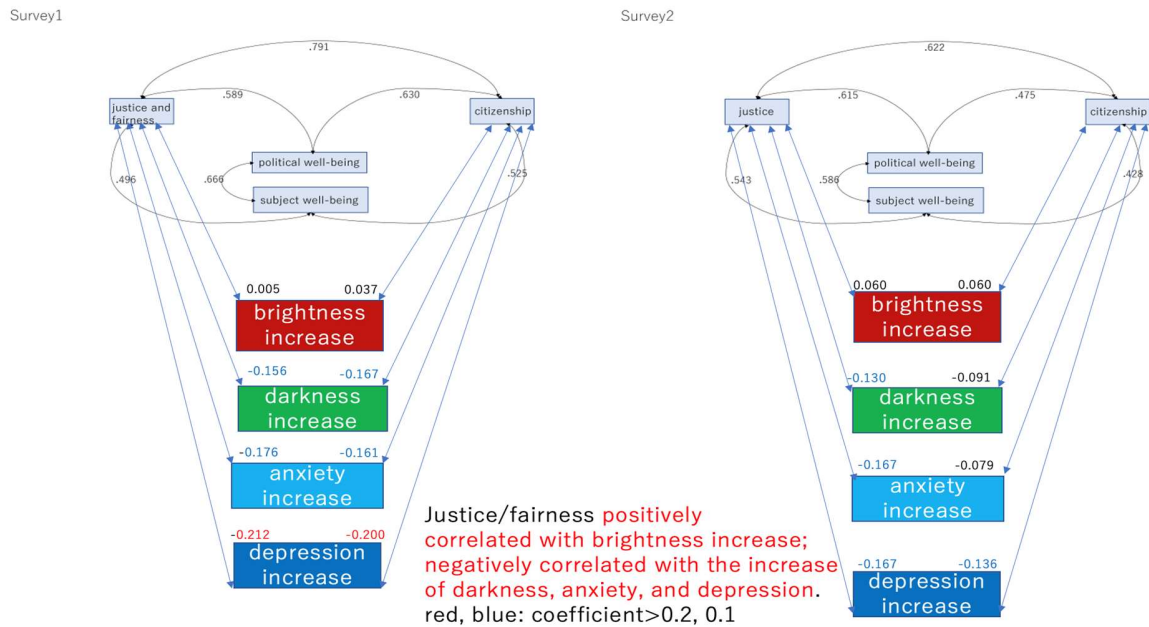 Survey1
.791
.589
.630
justice and
fairness
citizenship
political well-being
.496
.666
.525
subject well-being
0.005
0.037
brightness
increase
-0.156
-0.167
darkness
increase
-0.176
-0.161
anxiety
increase
-0.212
-0.200
depression
increase
Survey2
.622
.615
.475
justice
citizenship
political well-being
.543
.586
.428
subject well-being
0.060
0.060
brightness
increase
-0.130
-0.091
darkness
increase
-0.167
-0.079
anxiety
increase
-0.167
-0.136
depression
increase
Justice/fairness positively
correlated with brightness increase;
negatively correlated with the increase
of darkness, anxiety, and depression.
red, blue: coefficient>0.2, 0.1